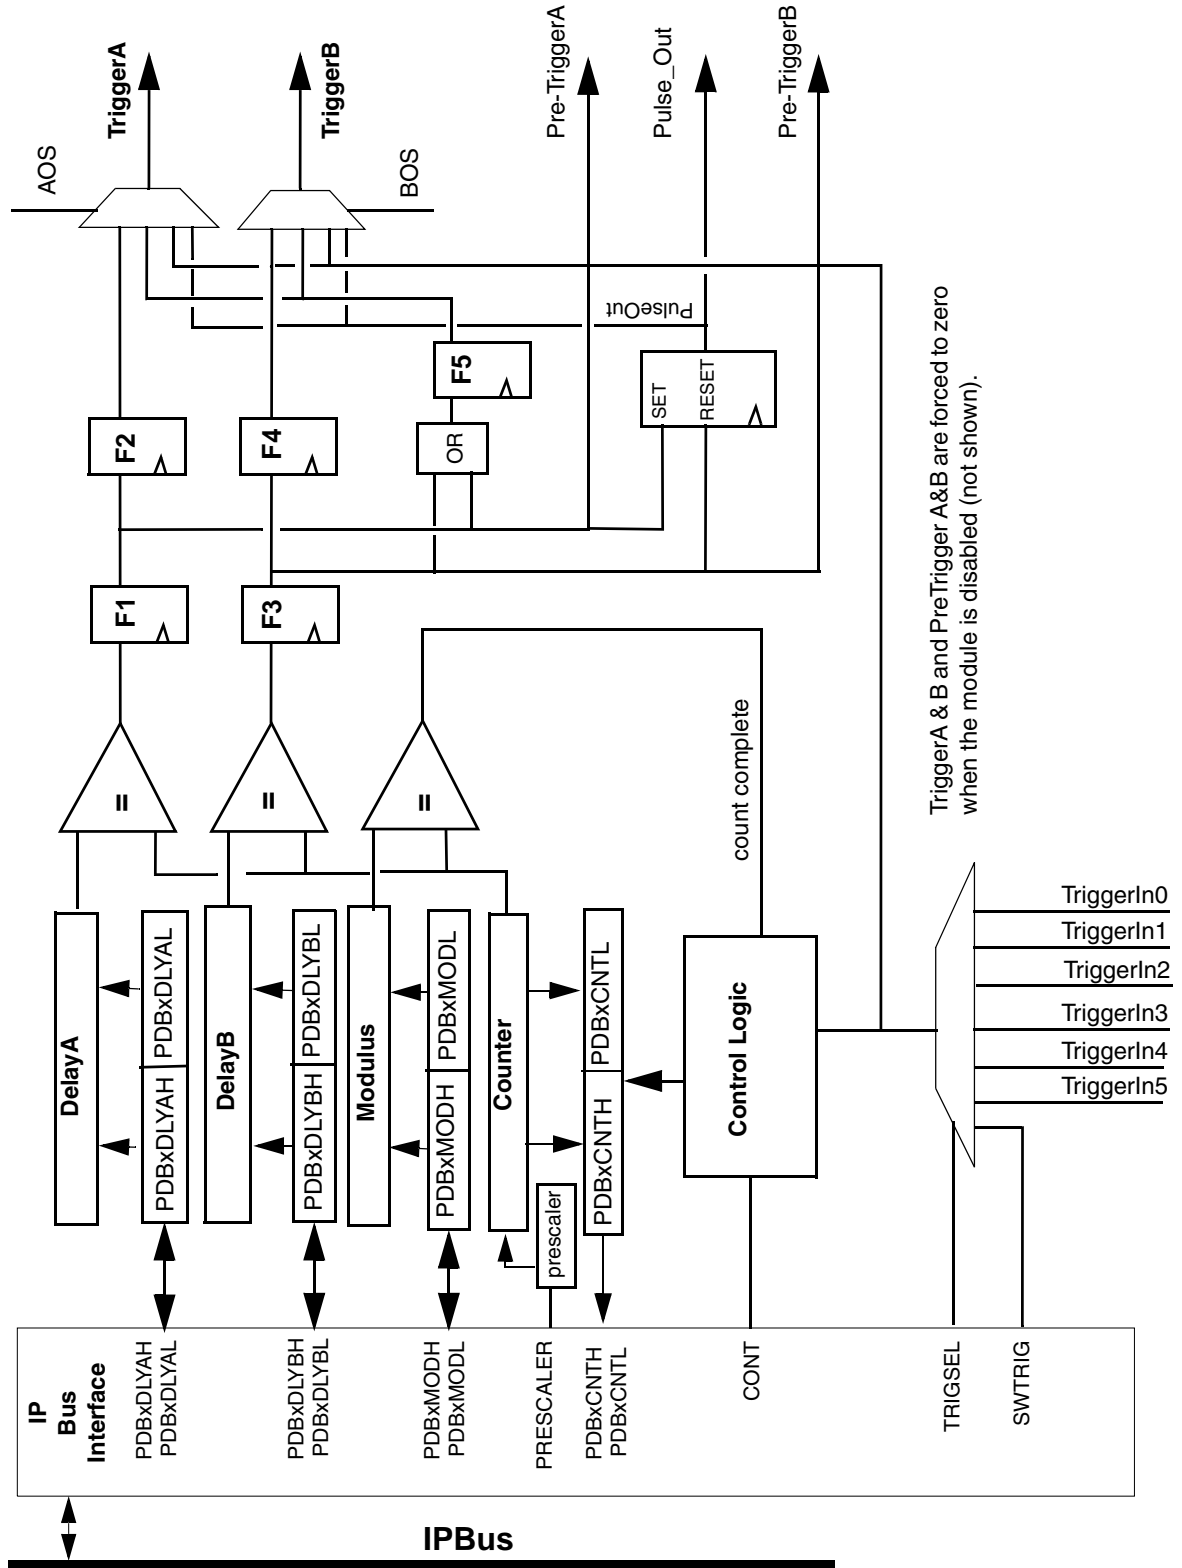 IPBus
IP
Bus
Interface
PDBxDLYAH
PDBxDLYAL
PDBxDLYBH
PDBxDLYBL
PDBxMODH
PDBxMODL
PRESCALER
PDBxCNTH
PDBxCNTL
CONT
TRIGSEL
SWTRIG
DelayA
PDBxDLYAH
PDBxDLYAL
DelayB
PDBxDLYBH
PDBxDLYBL
Modulus
PDBxMODH
PDBxMODL
Counter
prescaler
PDBxCNTH
PDBxCNTL
Control Logic
count complete
=
=
=
F1
F2
F3
F4
OR
F5
SET
RESET
PulseOut
AOS
BOS
TriggerA
TriggerB
Pre-TriggerA
Pulse_Out
Pre-TriggerB
TriggerIn0
TriggerIn1
TriggerIn2
TriggerIn3
TriggerIn4
TriggerIn5
TriggerA & B and PreTrigger A&B are forced to zero
when the module is disabled (not shown).